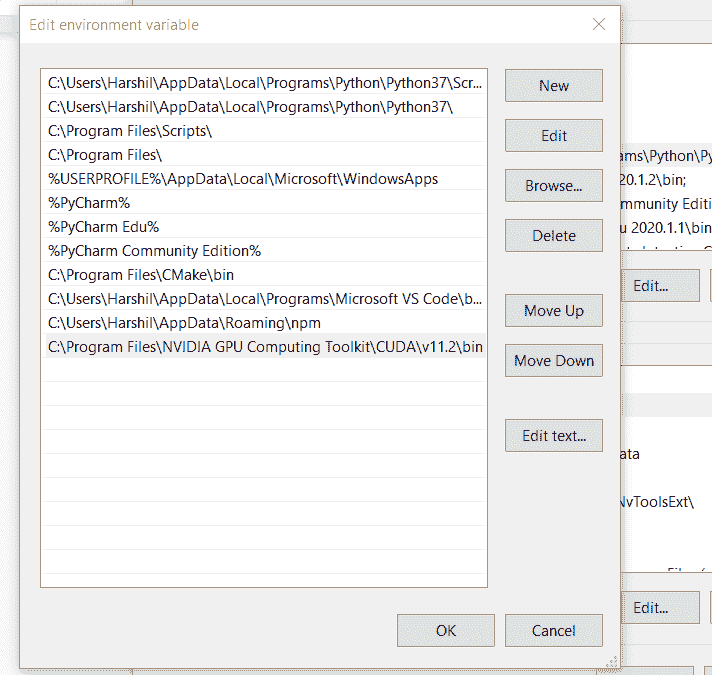 Edit environment variable
C:\Users\Harshil\AppData\Local\Programs\Python\Python37\Scr...
C:\Users\Harshil\AppData\Local\Programs\Python\Python37\
C:\Program Files\Scripts\
C:\Program Files\
%USERPROFILE%\AppData\Local\Microsoft\WindowsApps
%PyCharm%
%PyCharm Edu%
%PyCharm Community Edition%
C:\Program Files\CMake\bin
C:\Users\Harshil\AppData\Local\Programs\Microsoft VS Code\b...
C:\Users\Harshil\AppData\Roaming\npm
C:\Program Files\NVIDIA GPU Computing Toolkit\CUDA\v11.2\bin
New
Edit
Browse...
Delete
Move Up
Move Down
Edit text...
OK
Cancel
ams\Python\Py
20.1.2\bin;
mmunity Editi
u 2020.1.1\bin
Edit...
ata
NvToolsExt\
Edit...